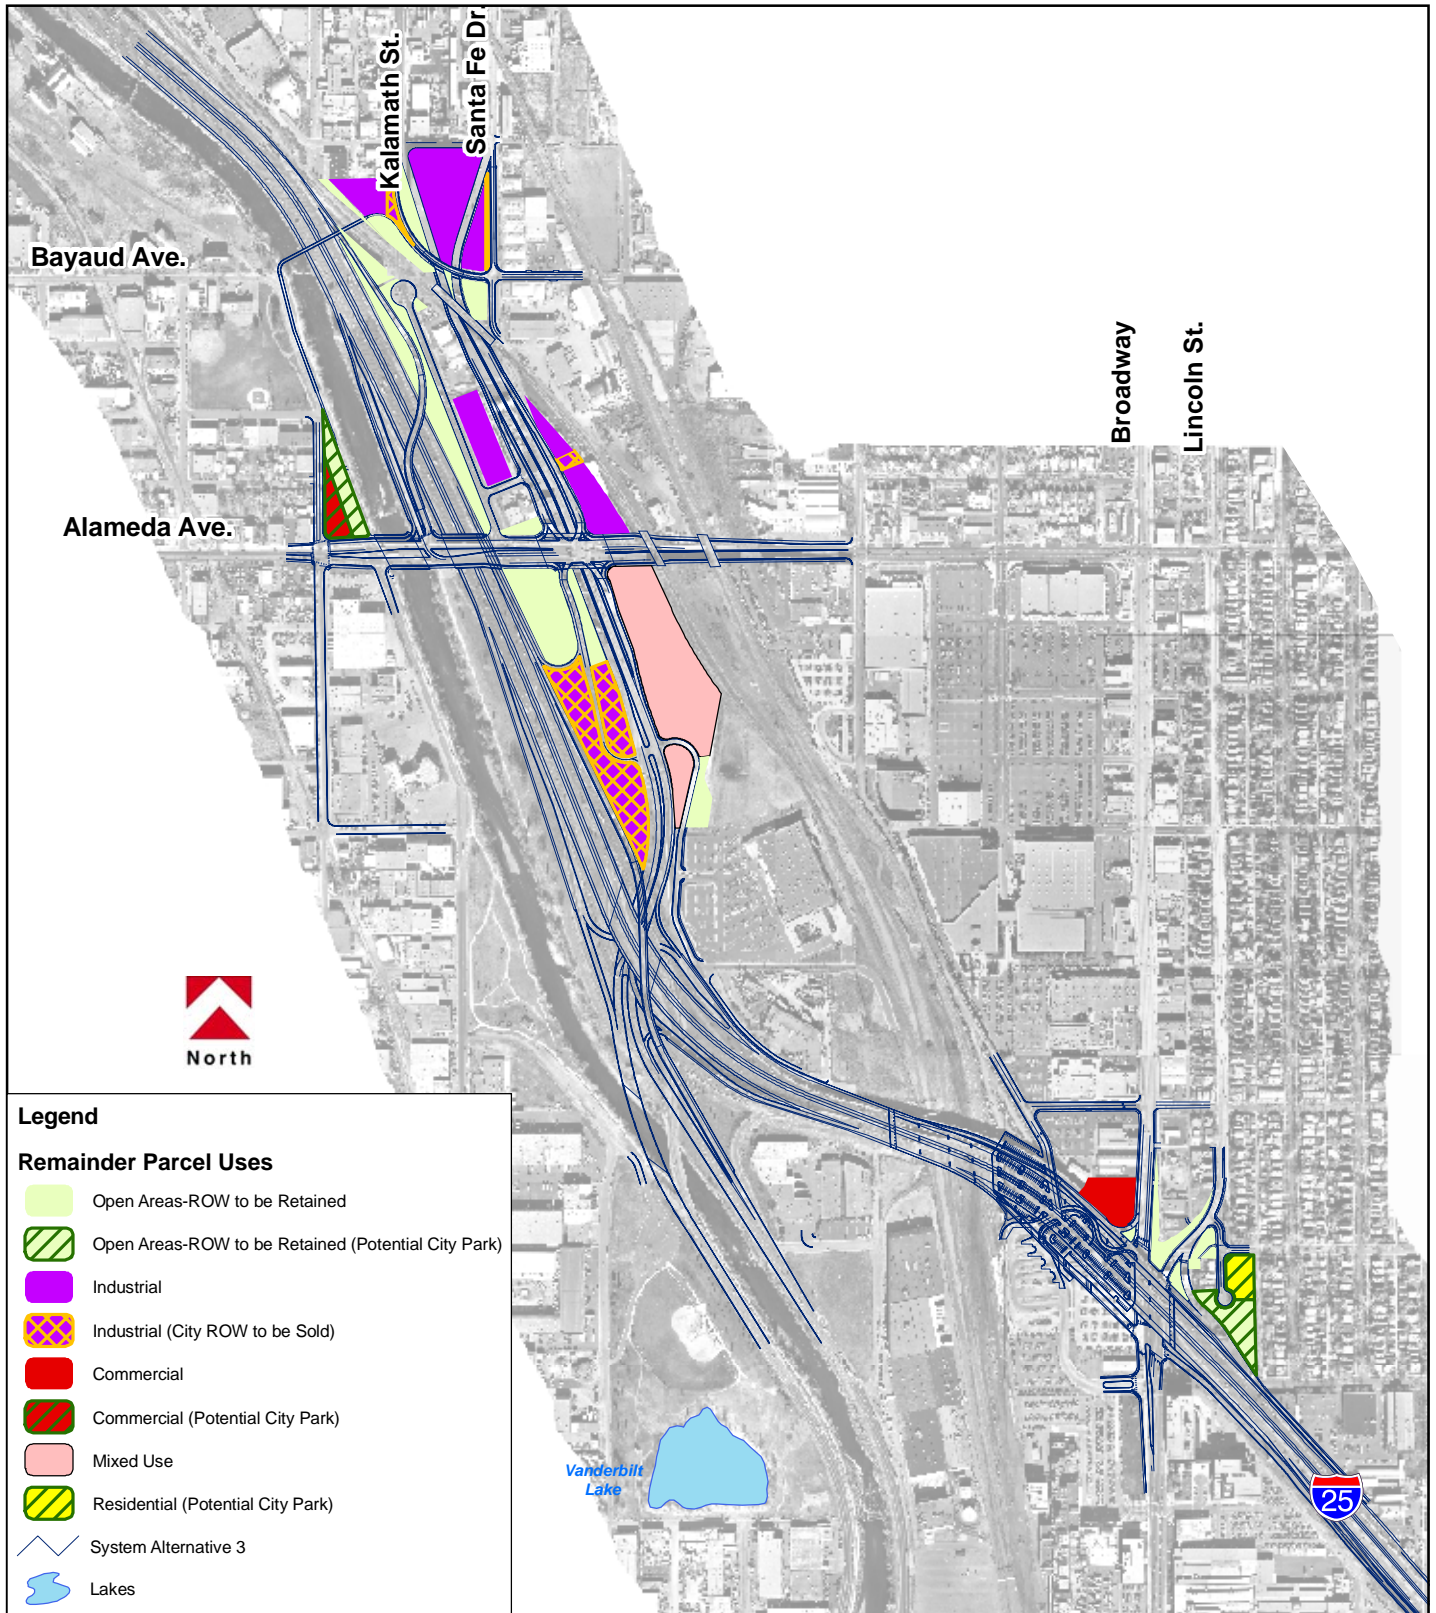 Kalamath St.
Santa Fe Dr.
Bayaud Ave.
Broadway
Lincoln St.
Alameda Ave.
North
Legend
Remainder Parcel Uses
Open Areas-ROW to be Retained
Open Areas-ROW to be Retained (Potential City Park)
Industrial
Industrial (City ROW to be Sold)
Commercial
Commercial (Potential City Park)
Mixed Use
Residential (Potential City Park)
System Alternative 3
Lakes
Vanderbilt
Lake
25